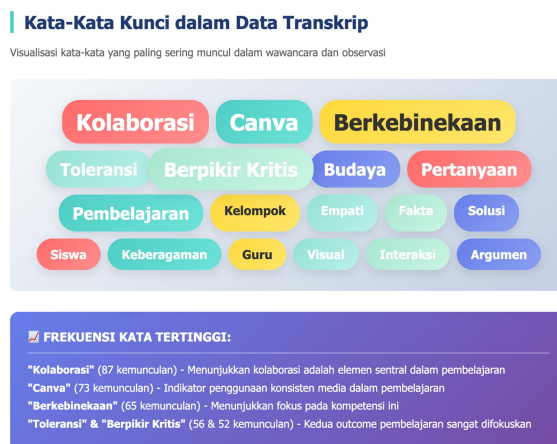 Kata-Kata Kunci dalam Data Transkrip
Visualisasi kata-kata yang paling sering muncul dalam wawancara dan observasi
Kolaborasi Canva Berkebinekaan
Toleransi Berpikir Kritis Budaya Pertanyaan
Pembelajaran Kelompok Empati Fakta Solusi
Siswa Keberagaman Guru Visual Interaksi Argumen
FREKUENSI KATA TERTINGGI:
"Kolaborasi" (87 kemunculan) - Menunjukkan kolaborasi adalah elemen sentral dalam pembelajaran
"Canva" (73 kemunculan) - Indikator penggunaan konsisten media dalam pembelajaran
"Berkebinekaan" (65 kemunculan) - Menunjukkan fokus pada kompetensi ini
"Toleransi" & "Berpikir Kritis" (56 & 52 kemunculan) - Kedua outcome pembelajaran sangat difokuskan